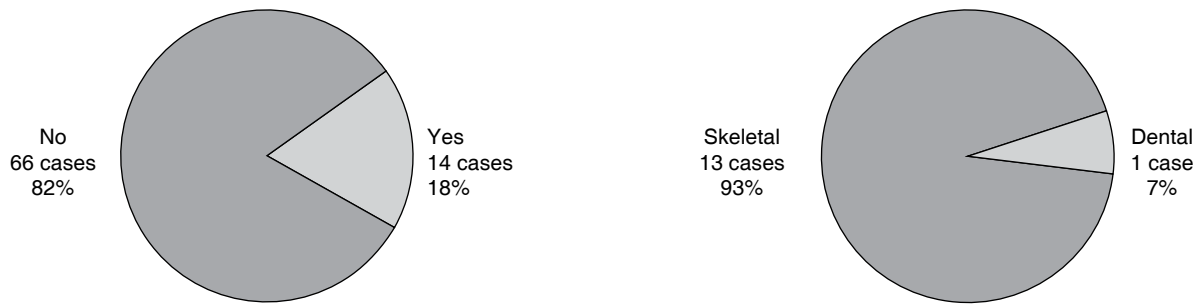 No
66 cases
82%
Yes
14 cases
18%
Skeletal
13 cases
93%
Dental
1 case
7%